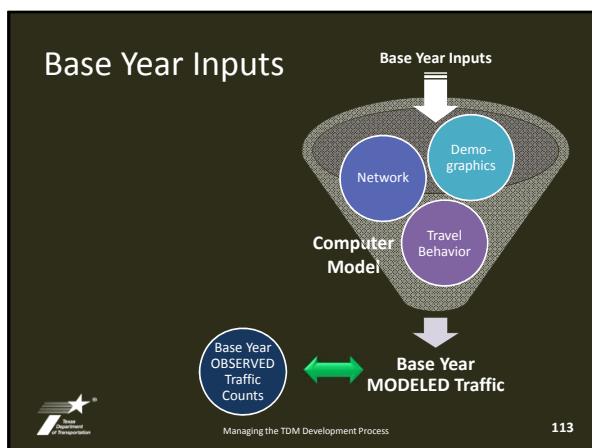 Base Year Inputs
Base Year Inputs
Demo-
graphics
Network
Travel
Behavior
Computer
Model
Base Year
OBSERVED
Traffic
Counts
Base Year
MODELED Traffic
®
Texas
Department
of Transportation
Managing the TDM Development Process
113